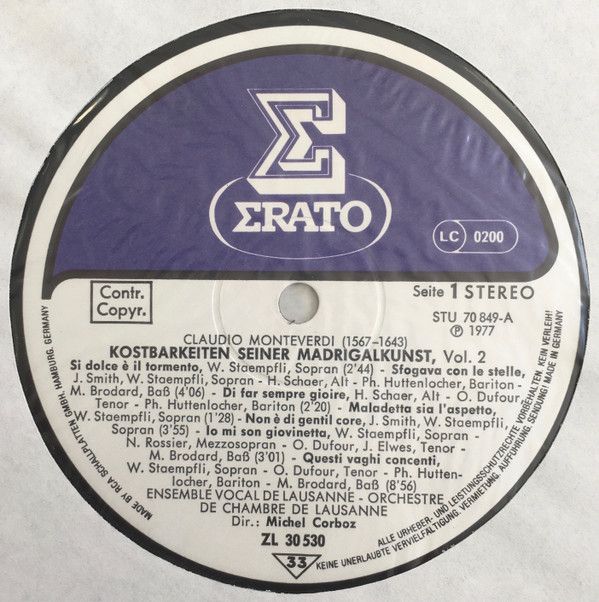 Σ
ΣRATO
LC 0200
Contr.
Copyr.
Seite 1 STEREO
STU 70 849-A
Ⓟ 1977
CLAUDIO MONTEVERDI (1567–1643)
KOSTBARKEITEN SEINER MADRIGALKUNST, Vol. 2
Si dolce è il tormento, W. Staempfli, Sopran (2'44) - Sfogava con le stelle,
J. Smith, W. Staempfli, Sopran - H. Schaer, Alt - Ph. Huttenlocher, Bariton -
M. Brodard, Baß (4'06) - Di far sempre gioire, H. Schaer, Alt - O. Dufour,
Tenor - Ph. Huttenlocher, Bariton (2'20) - Maladetta sia l'aspetto,
W. Staempfli, Sopran (1'28) - Non è di gentil core, J. Smith, W. Staempfli,
Sopran (3'55) - Io mi son giovinetta, W. Staempfli, Sopran -
N. Rossier, Mezzosopran - O. Dufour, J. Elwes, Tenor -
M. Brodard, Baß (3'01) - Questi vaghi concenti,
W. Staempfli, Sopran - O. Dufour, Tenor - Ph. Hutten-
locher, Bariton - M. Brodard, Baß (8'56)
ENSEMBLE VOCAL DE LAUSANNE - ORCHESTRE
DE CHAMBRE DE LAUSANNE
Dir.: Michel Corboz
ZL 30 530
33
MADE BY RCA SCHALLPLATTEN GMBH, HAMBURG, GERMANY
ALLE URHEBER- UND LEISTUNGSSCHUTZRECHTE VORBEHALTEN. KEIN VERLEIH!
KEINE UNERLAUBTE VERVIELFÄLTIGUNG, VERMIETUNG, AUFFÜHRUNG, SENDUNG! MADE IN GERMANY